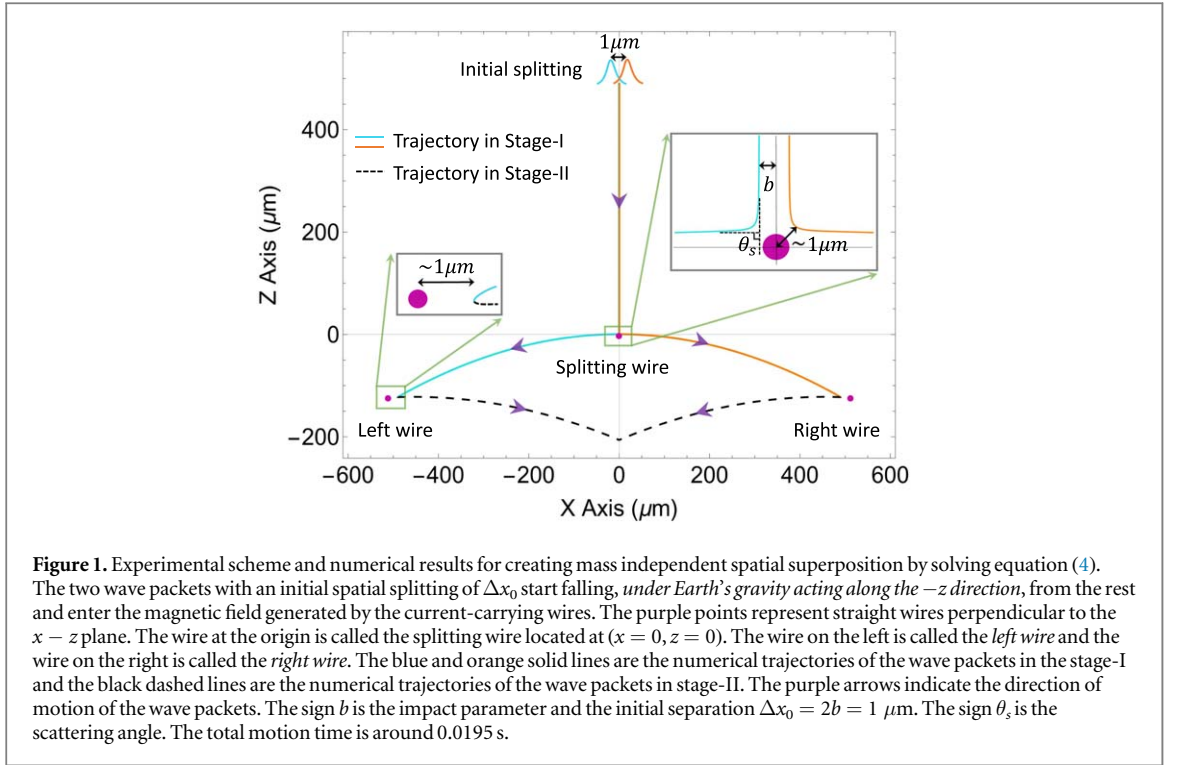 1μm
Initial splitting
400
Trajectory in Stage-I
Trajectory in Stage-II
b
θs
~1μm
200
~1μm
Z Axis (μm)
0
Splitting wire
Left wire
Right wire
−200
−600 −400 −200 0 200 400 600
X Axis (μm)
Figure 1. Experimental scheme and numerical results for creating mass independent spatial superposition by solving equation (4).
The two wave packets with an initial spatial splitting of Δx₀ start falling, under Earth's gravity acting along the −z direction, from the rest
and enter the magnetic field generated by the current-carrying wires. The purple points represent straight wires perpendicular to the
x − z plane. The wire at the origin is called the splitting wire located at (x = 0, z = 0). The wire on the left is called the left wire and the
wire on the right is called the right wire. The blue and orange solid lines are the numerical trajectories of the wave packets in the stage-I
and the black dashed lines are the numerical trajectories of the wave packets in stage-II. The purple arrows indicate the direction of
motion of the wave packets. The sign b is the impact parameter and the initial separation Δx₀ = 2b = 1 μm. The sign θs is the
scattering angle. The total motion time is around 0.0195 s.